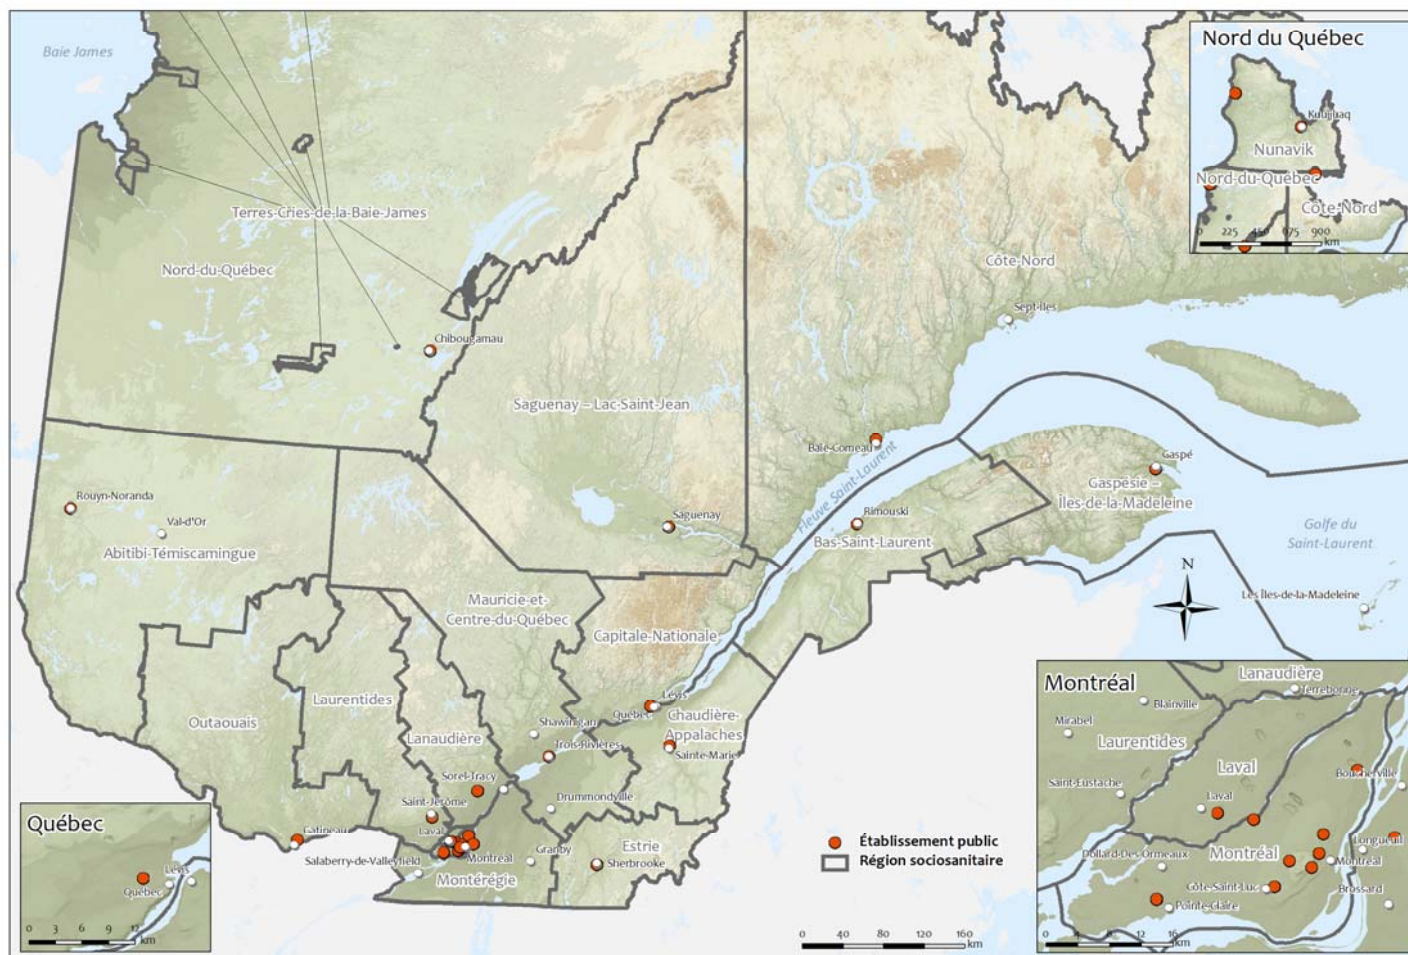 Baie James
Nord du Québec
Kuujjuaq
Nunavik
Nord-du-Québec
Côte-Nord
0 225 450 675 900
km
Terres-Cries-de-la-Baie-James
Nord-du-Québec
Côte-Nord
Sept-Îles
Chibougamau
Saguenay – Lac-Saint-Jean
Baie-Comeau
Fleuve Saint-Laurent
Gaspé
Gaspésie –
Îles-de-la-Madeleine
Rouyn-Noranda
Val-d'Or
Abitibi-Témiscamingue
Saguenay
Rimouski
Bas-Saint-Laurent
Golfe du
Saint-Laurent
N
Les Îles-de-la-Madeleine
Mauricie-et-
Centre-du-Québec
Capitale-Nationale
Outaouais
Laurentides
Lanaudière
Shawinigan
Trois-Rivières
Québec
Lévis
Chaudière-
Appalaches
Sainte-Marie
Sorel-Tracy
Saint-Jérôme
Drummondville
Gatineau
Laval
Salaberry-de-Valleyfield
Montréal
Granby
Estrie
Sherbrooke
Montérégie
Établissement public
Région sociosanitaire
0 40 80 120 160
km
Québec
Lévis
Québec
0 3 6 9 12
km
Montréal
Lanaudière
Terrebonne
Blainville
Mirabel
Laurentides
Laval
Saint-Eustache
Boucherville
Laval
Longueuil
Dollard-Des Ormeaux
Montréal
Montréal
Côte-Saint-Luc
Brossard
Pointe-Claire
0 4 8 12 16
km